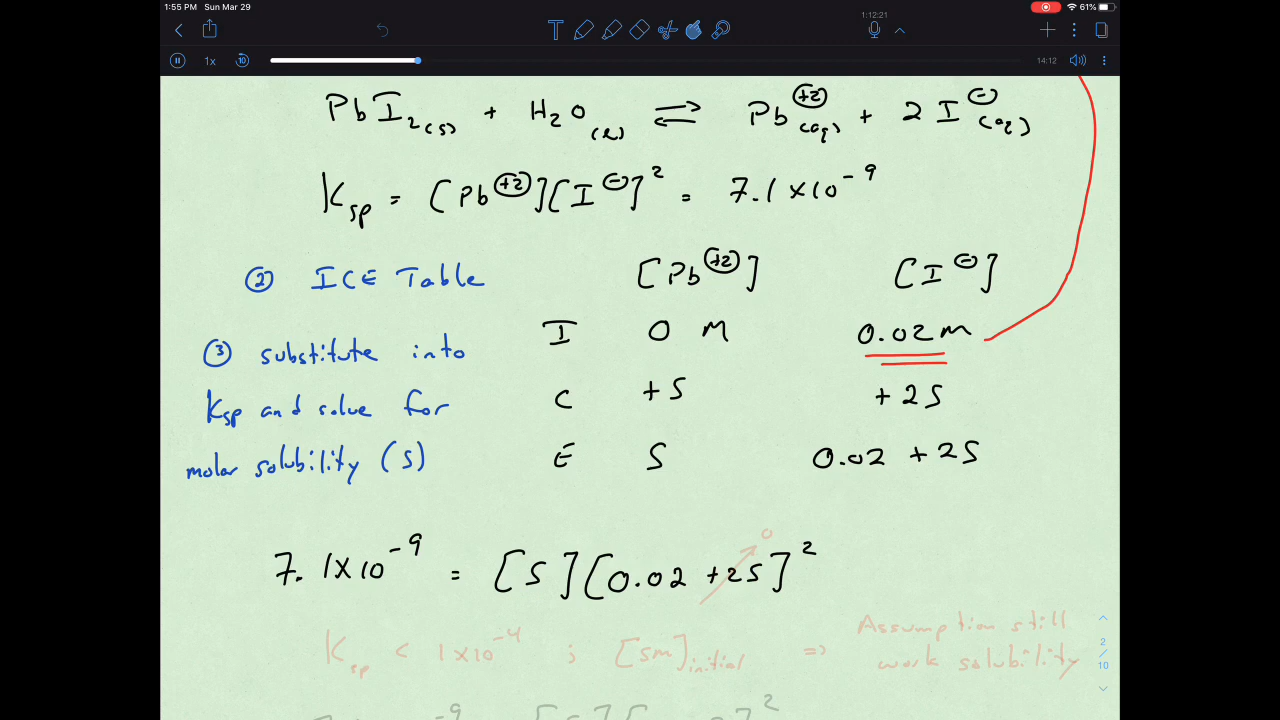 1:55 PM Sun Mar 29
61%
1:12:21
1x 10 14:12
PbI₂(s) + H₂O(l) ⇌ Pb⁺²(aq) + 2 I⁻(aq)
Ksp = [Pb⁺²][I⁻]² = 7.1 x 10⁻⁹
② ICE Table [Pb⁺²] [I⁻]
I 0 M 0.02 M
③ substitute into
C +S +2S
Ksp and solve for
E S 0.02 +2S
molar solubility (S)
0
7.1 x 10⁻⁹ = [S][0.02 +2S]²
Ksp < 1 x 10⁻⁴ ; [SM]initial ⇒ Assumption still
work solubility
2
/
10